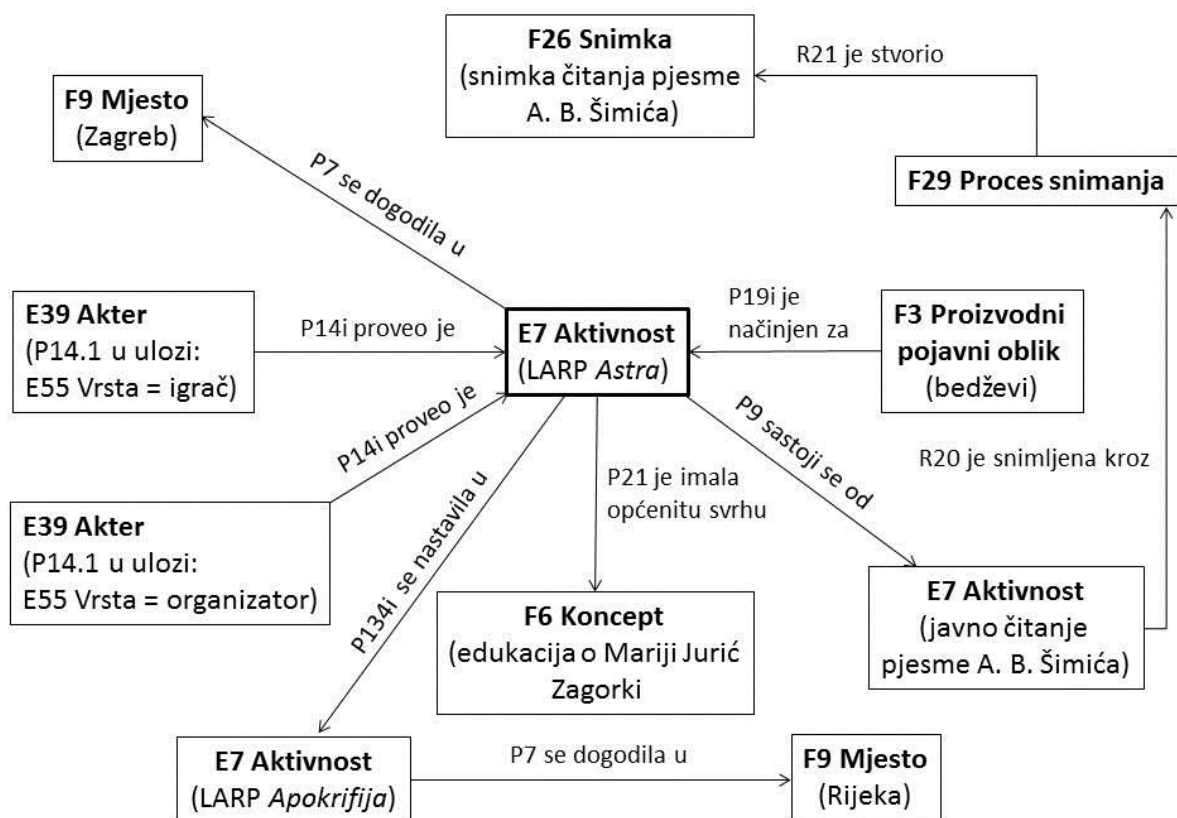 F26 Snimka
(snimka čitanja pjesme
A. B. Šimića)
R21 je stvorio
F9 Mjesto
(Zagreb)
P7 se dogodila u
F29 Proces snimanja
E39 Akter
(P14.1 u ulozi:
E55 Vrsta = igrač)
P14i proveo je
E7 Aktivnost
(LARP Astra)
P19i je
načinjen za
F3 Proizvodni
pojavni oblik
(bedževi)
P14i proveo je
P9 sastoji se od
R20 je snimljena kroz
E39 Akter
(P14.1 u ulozi:
E55 Vrsta = organizator)
P134i se nastavila u
P21 je imala
općenitu svrhu
F6 Koncept
(edukacija o Mariji Jurić
Zagorki
E7 Aktivnost
(javno čitanje
pjesme A. B. Šimića)
E7 Aktivnost
(LARP Apokrifija)
P7 se dogodila u
F9 Mjesto
(Rijeka)